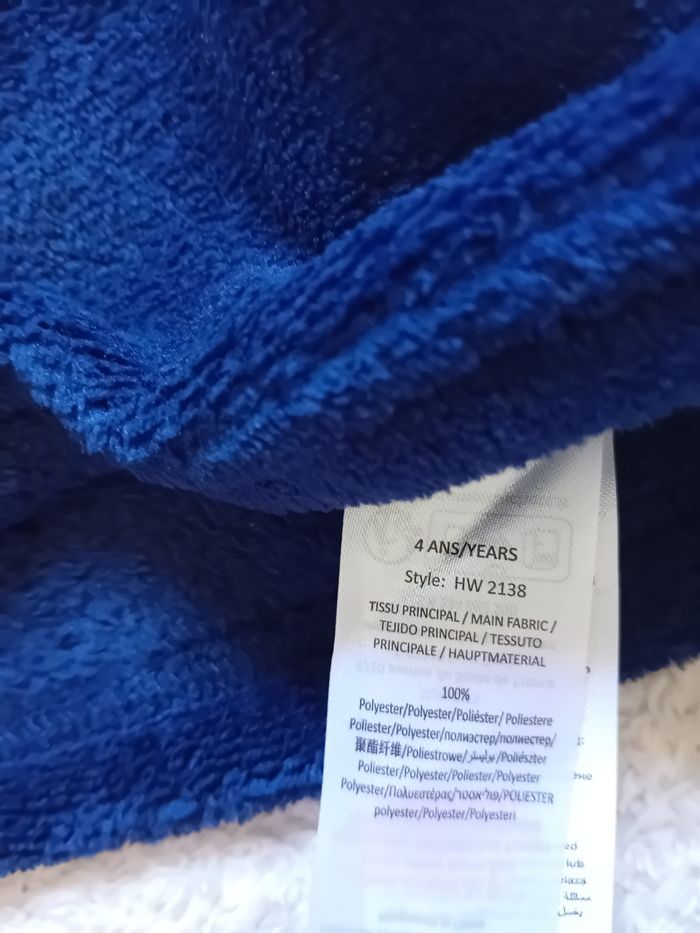 4 ANS/YEARS
Style: HW 2138
TISSU PRINCIPAL / MAIN FABRIC /
TEJIDO PRINCIPAL / TESSUTO
PRINCIPALE / HAUPTMATERIAL
100%
Polyester/Polyester/Poliéster/ Poliestere
Poliester/Polyester/полиэстер/полиестер/
聚酯纤维/Poliestrowe/بوليستر/Poliészter
Poliester/Polyester/Poliester/Polyester
Polyester/Πολυεστέρας/פוליאסטר/POLIESTER
polyester/Polyester/Polyesteri